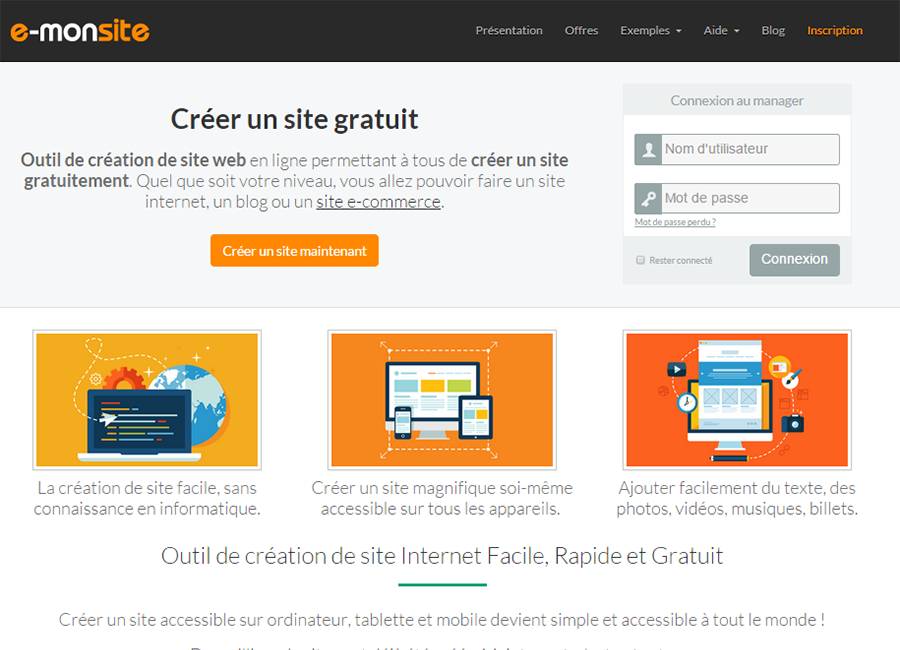 e-monsite
Présentation
Offres
Exemples
Aide
Blog
Inscription
Créer un site gratuit
Outil de création de site web en ligne permettant à tous de créer un site
gratuitement. Quel que soit votre niveau, vous allez pouvoir faire un site
internet, un blog ou un site e-commerce.
Créer un site maintenant
Connexion au manager
Nom d'utilisateur
Mot de passe
Mot de passe perdu ?
Rester connecté
Connexion
La création de site facile, sans
connaissance en informatique.
Créer un site magnifique soi-même
accessible sur tous les appareils.
Ajouter facilement du texte, des
photos, vidéos, musiques, billets.
Outil de création de site Internet Facile, Rapide et Gratuit
Créer un site accessible sur ordinateur, tablette et mobile devient simple et accessible à tout le monde !